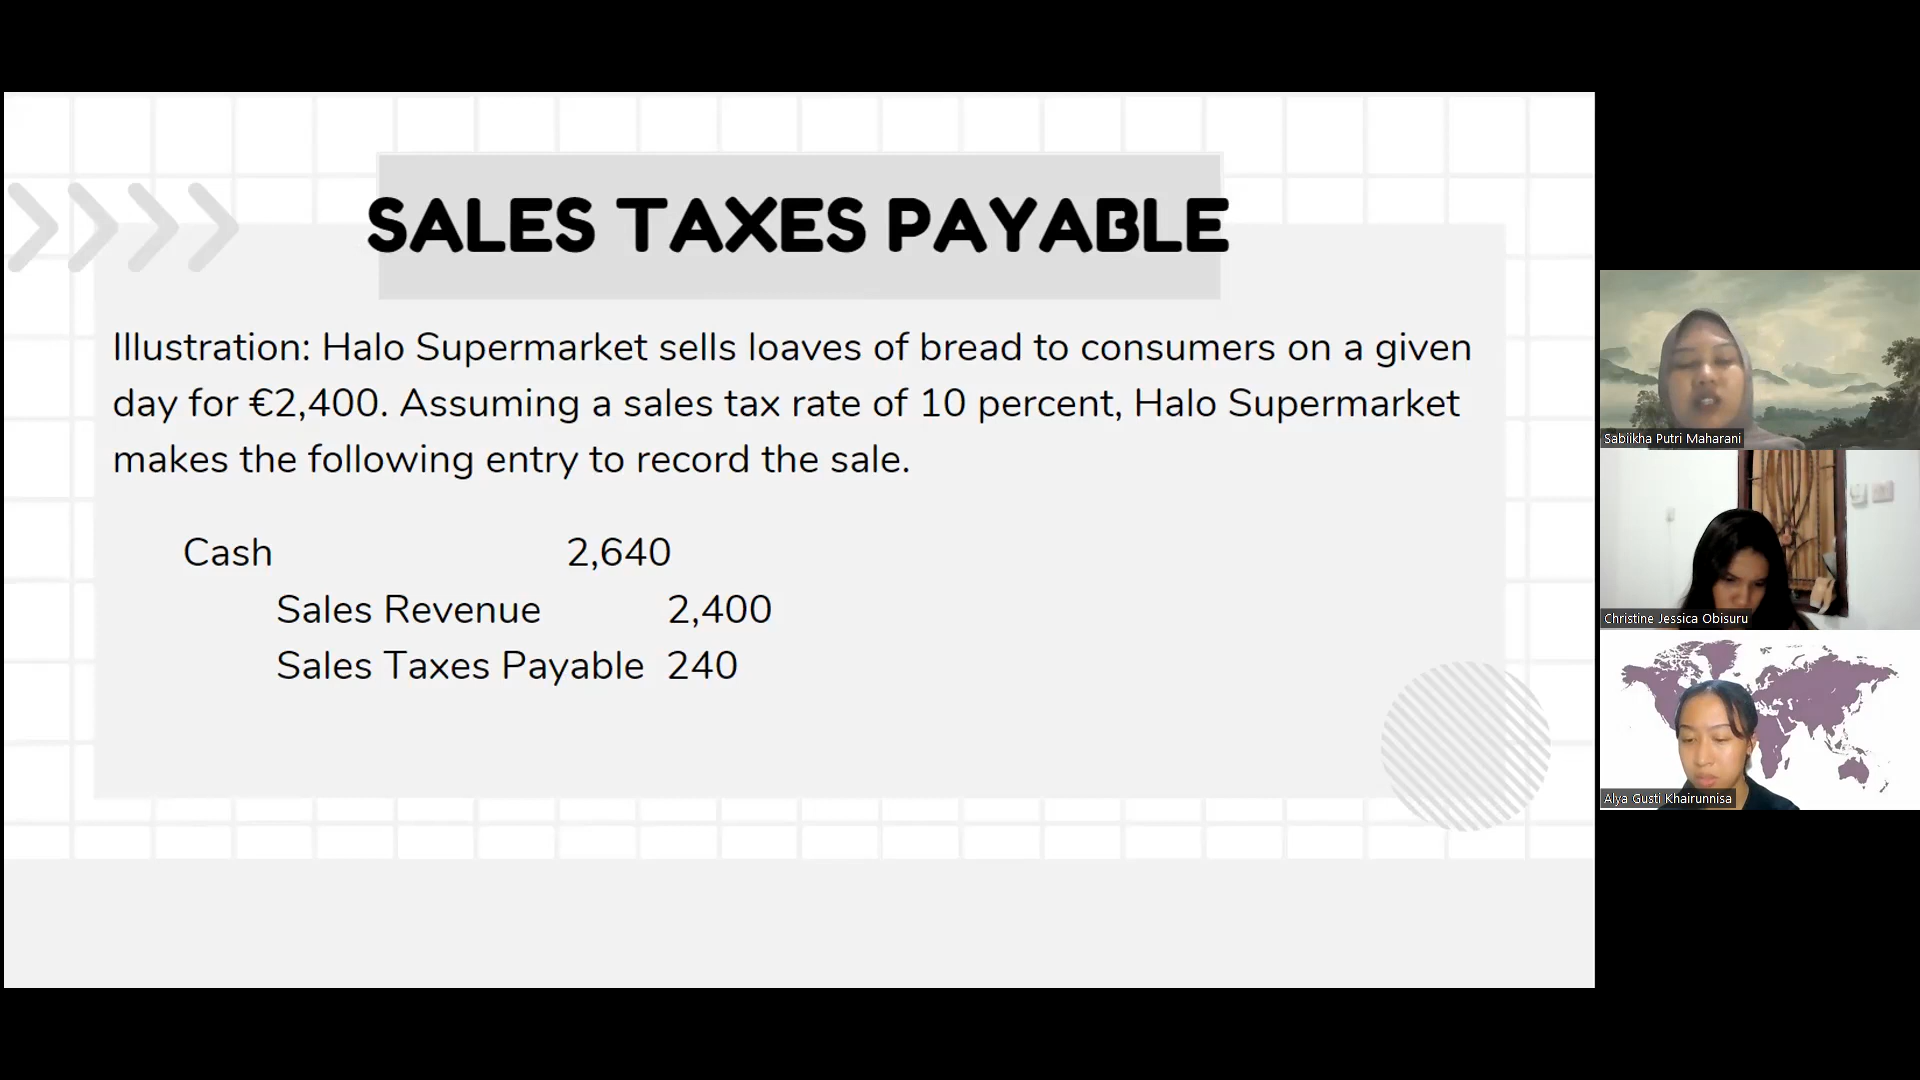 SALES TAXES PAYABLE
Illustration: Halo Supermarket sells loaves of bread to consumers on a given
day for €2,400. Assuming a sales tax rate of 10 percent, Halo Supermarket
makes the following entry to record the sale.
Cash 2,640
Sales Revenue 2,400
Sales Taxes Payable 240
Sabiikha Putri Maharani
Christine Jessica Obisuru
Alya Gusti Khairunnisa